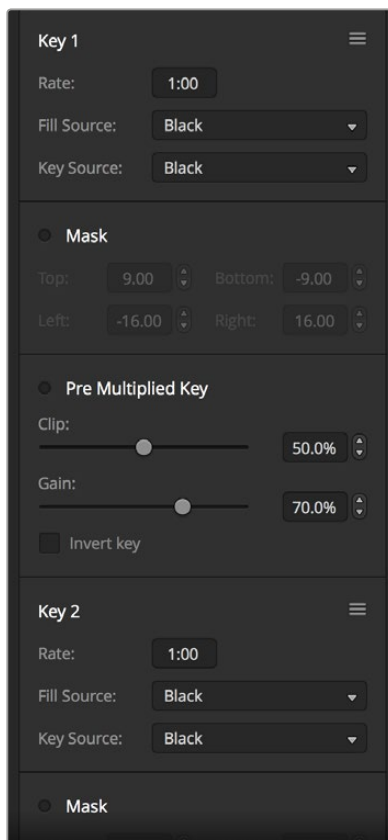 Key 1
Rate: 1:00
Fill Source: Black
Key Source: Black
Mask
Top: 9.00 Bottom: -9.00
Left: -16.00 Right: 16.00
Pre Multiplied Key
Clip:
50.0%
Gain:
70.0%
Invert key
Key 2
Rate: 1:00
Fill Source: Black
Key Source: Black
Mask